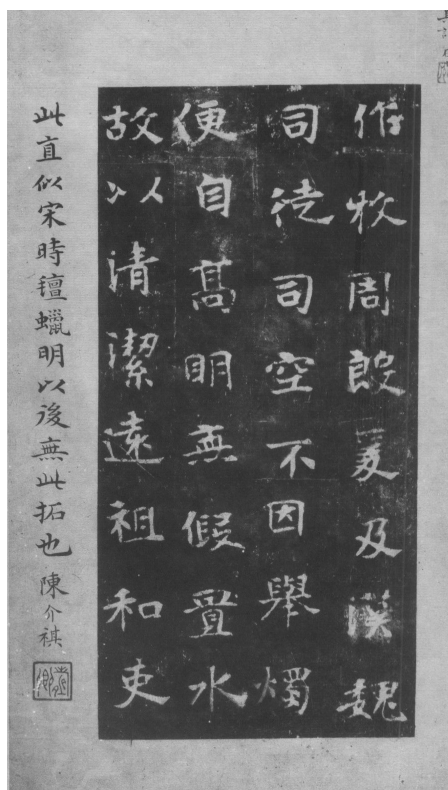 作牧周殷爰及漢魏
司徒司空不因舉燭
便自高明無假置水
故以清潔遠祖和吏
此直似宋時氊蠟明以後無此拓也 陳介祺